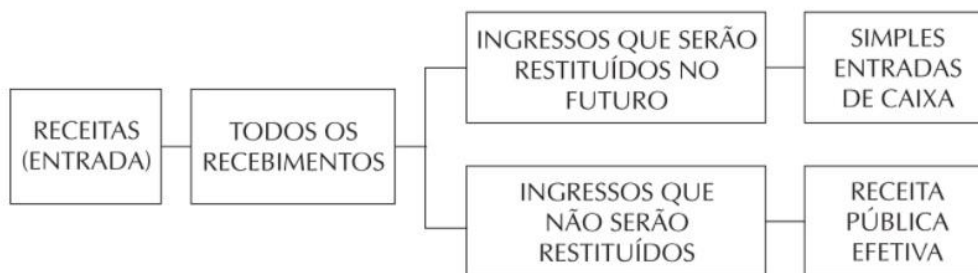 RECEITAS
(ENTRADA)
TODOS OS
RECEBIMENTOS
INGRESSOS QUE SERÃO
RESTITUÍDOS NO
FUTURO
SIMPLES
ENTRADAS
DE CAIXA
INGRESSOS QUE
NÃO SERÃO
RESTITUÍDOS
RECEITA
PÚBLICA
EFETIVA